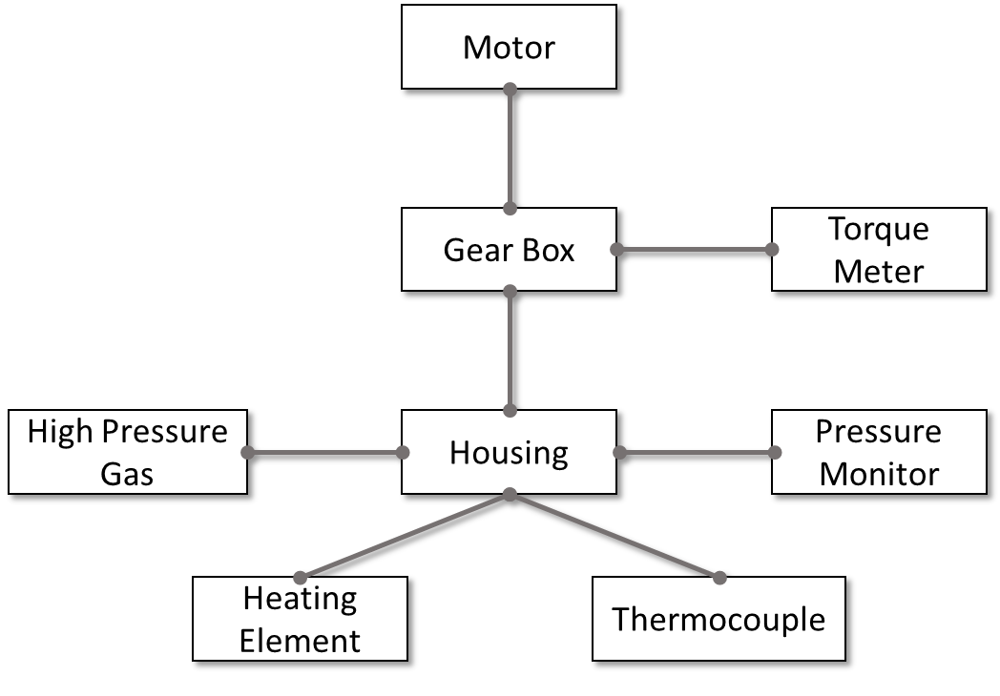 Motor
Gear Box
Torque
Meter
High Pressure
Gas
Housing
Pressure
Monitor
Heating
Element
Thermocouple